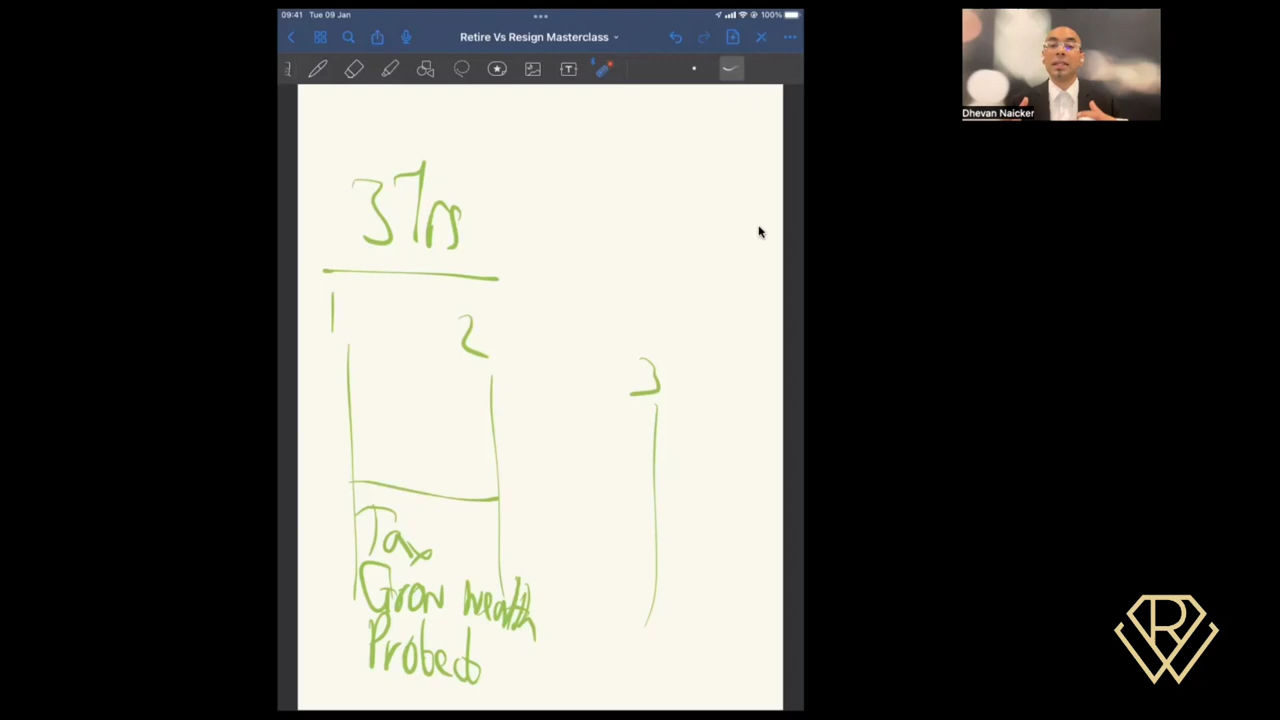 09:41 Tue 09 Jan
100%
Retire Vs Resign Masterclass
Dhevan Naicker
1
2
3
Tax
Grow wealth
Protect